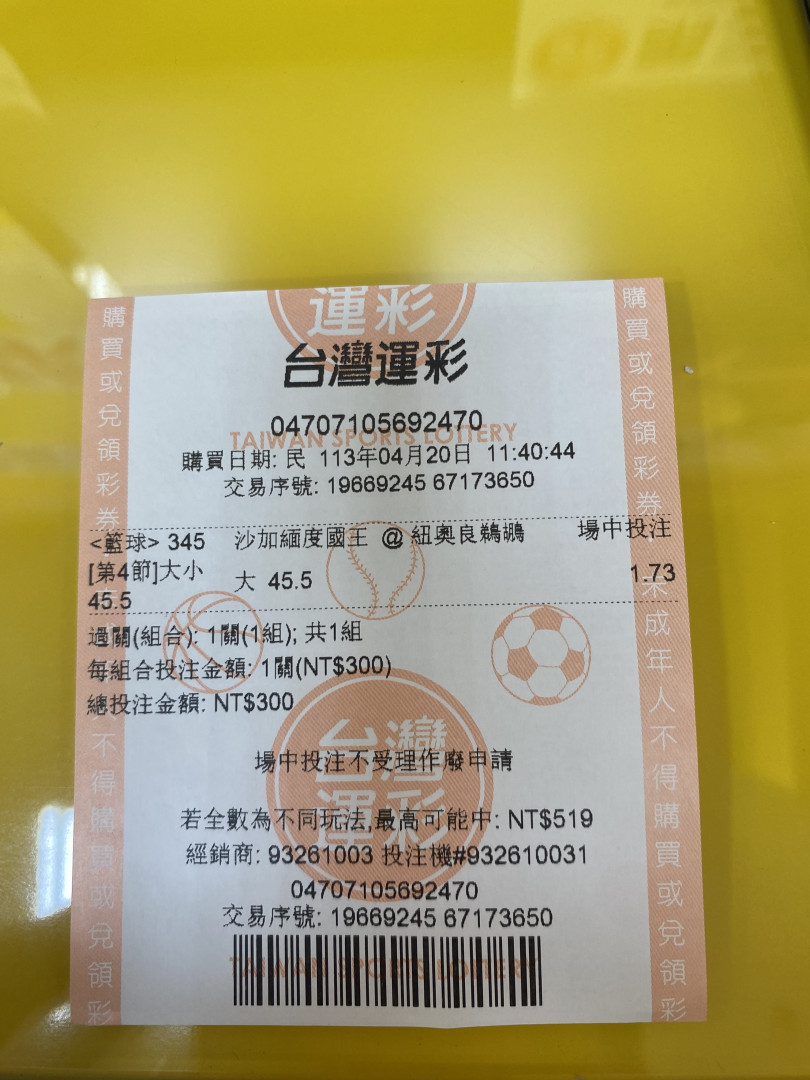 運彩
台灣運彩
04707105692470
TAIWAN SPORTS LOTTERY
購買日期: 民 113年04月20日 11:40:44
交易序號: 19669245 67173650
<籃球> 345 沙加緬度國王 @ 紐奧良鵜鶘 場中投注
[第4節]大小 大 45.5 1.73
45.5
過關(組合): 1關(1組); 共1組
每組合投注金額: 1關(NT$300)
總投注金額: NT$300
台灣
運彩
場中投注不受理作廢申請
若全數為不同玩法,最高可能中: NT$519
經銷商: 93261003 投注機#932610031
04707105692470
交易序號: 19669245 67173650
TAIWAN SPORTS LOTTERY
購買或兌領彩券
不得購買或兌領彩
購買或兌領彩券
未成年人不得購買或兌領彩